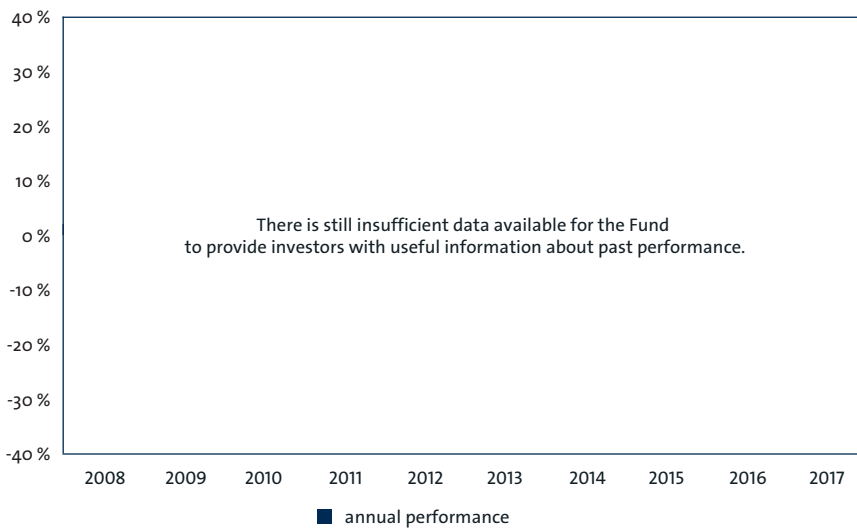 40 %
30 %
20 %
10 %
There is still insufficient data available for the Fund
0 %
to provide investors with useful information about past performance.
-10 %
-20 %
-30 %
-40 %
2008 2009 2010 2011 2012 2013 2014 2015 2016 2017
annual performance